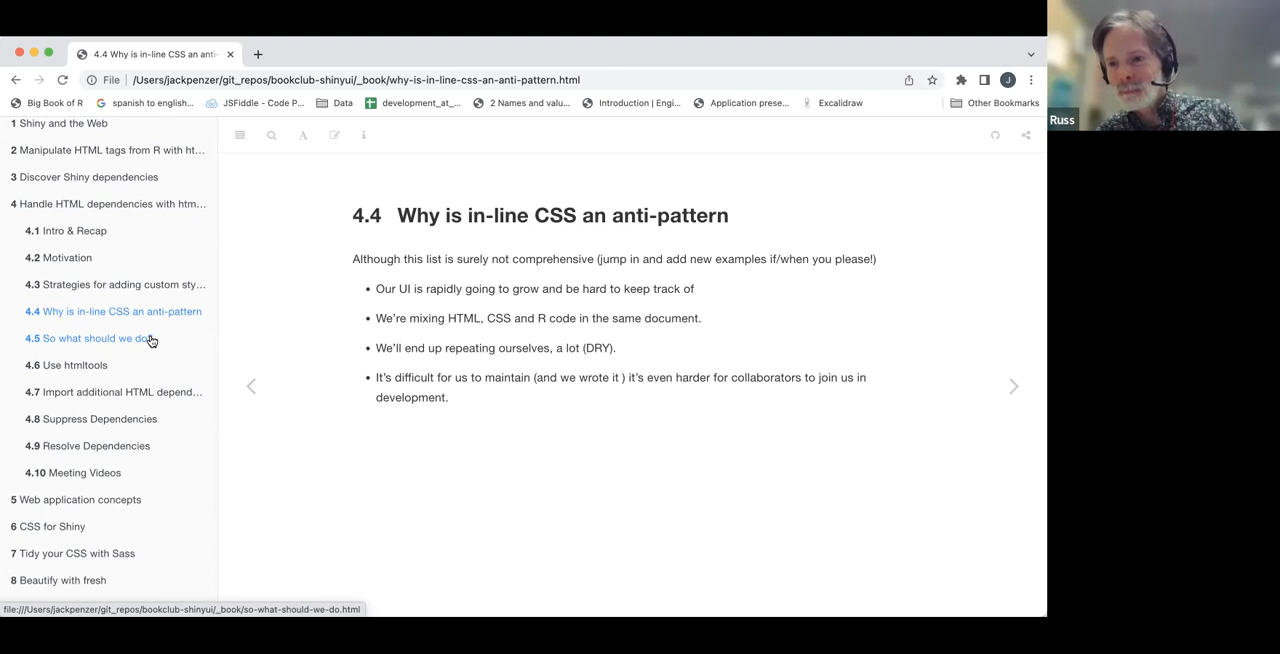 4.4 Why is in-line CSS an anti-
File
/Users/jackpenzer/git_repos/bookclub-shinyui/_book/why-is-in-line-css-an-anti-pattern.html
J
Big Book of R
spanish to english...
JSFiddle - Code P...
Data
development_at_...
2 Names and valu...
Introduction | Engi...
Application prese...
Excalidraw
Other Bookmarks
Russ
1 Shiny and the Web
2 Manipulate HTML tags from R with ht...
3 Discover Shiny dependencies
4 Handle HTML dependencies with htm...
4.1 Intro & Recap
4.2 Motivation
4.3 Strategies for adding custom sty...
4.4 Why is in-line CSS an anti-pattern
4.5 So what should we do
4.6 Use htmltools
4.7 Import additional HTML depend...
4.8 Suppress Dependencies
4.9 Resolve Dependencies
4.10 Meeting Videos
5 Web application concepts
6 CSS for Shiny
7 Tidy your CSS with Sass
8 Beautify with fresh
A
i
4.4 Why is in-line CSS an anti-pattern
Although this list is surely not comprehensive (jump in and add new examples if/when you please!)
• Our UI is rapidly going to grow and be hard to keep track of
• We're mixing HTML, CSS and R code in the same document.
• We'll end up repeating ourselves, a lot (DRY).
• It's difficult for us to maintain (and we wrote it ) it's even harder for collaborators to join us in
development.
file:///Users/jackpenzer/git_repos/bookclub-shinyui/_book/so-what-should-we-do.html